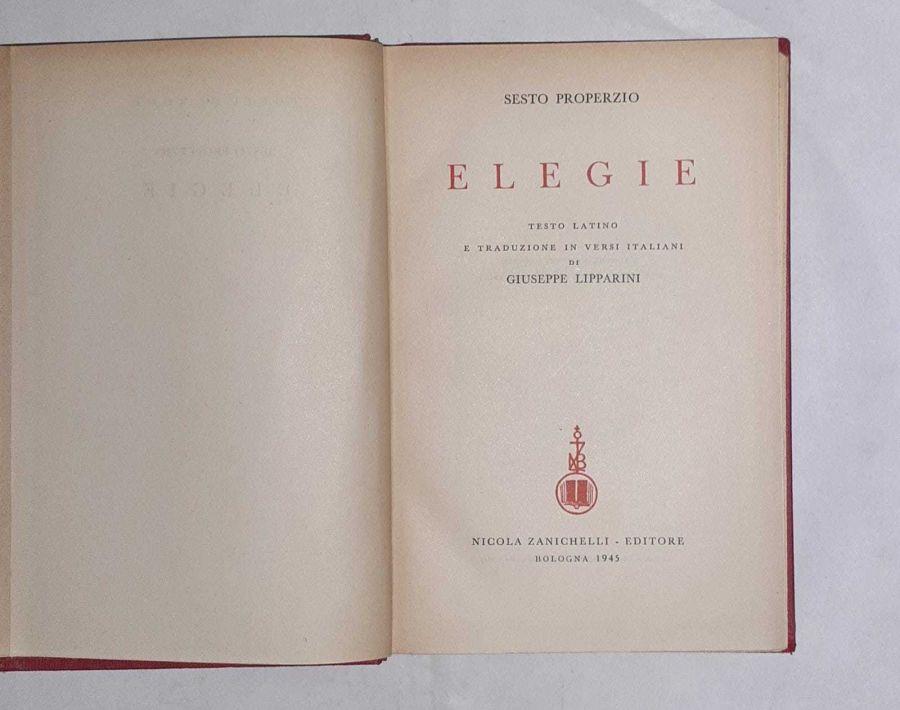 SESTO PROPERZIO
ELEGIE
TESTO LATINO
E TRADUZIONE IN VERSI ITALIANI
DI
GIUSEPPE LIPPARINI
NICOLA ZANICHELLI - EDITORE
BOLOGNA 1945